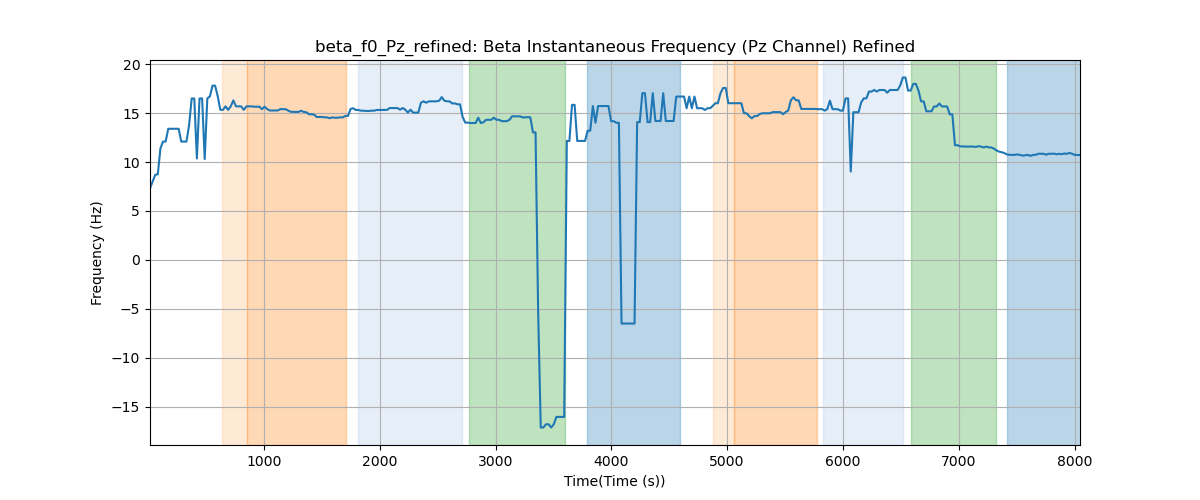 beta_f0_Pz_refined: Beta Instantaneous Frequency (Pz Channel) Refined
20
15
10
5
0
−5
−10
−15
Frequency (Hz)
1000 2000 3000 4000 5000 6000 7000 8000
Time(Time (s))